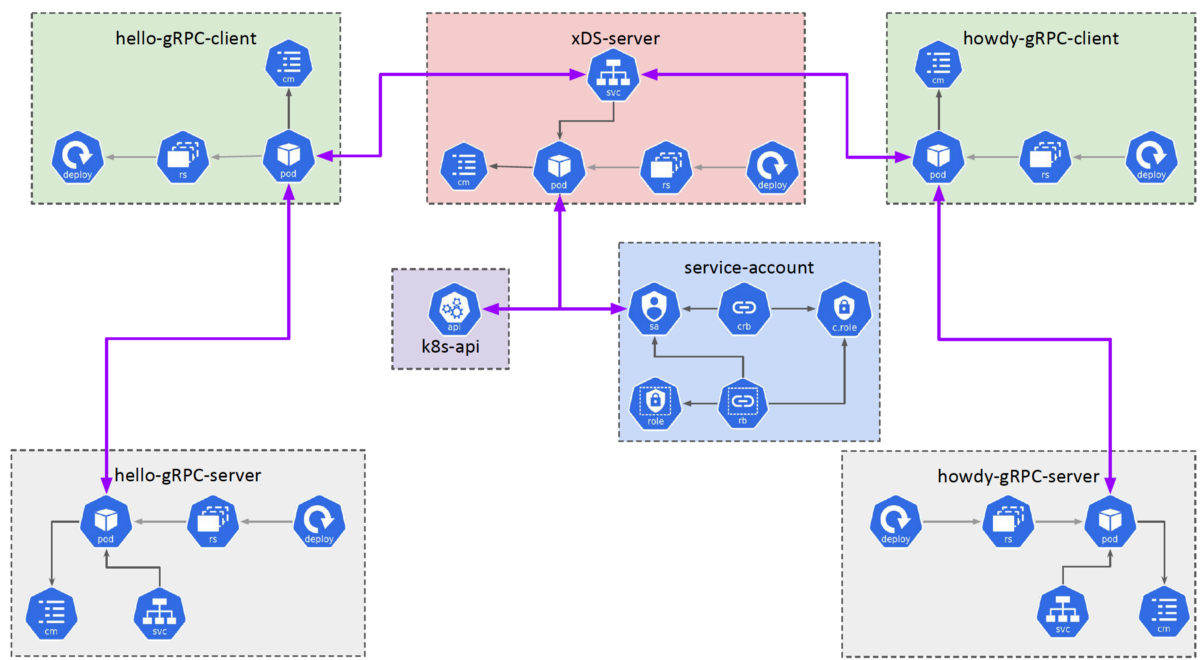 hello-gRPC-client
cm
deploy
rs
pod
xDS-server
svc
cm
pod
rs
deploy
howdy-gRPC-client
cm
pod
rs
deploy
api
k8s-api
service-account
sa
crb
c.role
role
rb
hello-gRPC-server
pod
rs
deploy
cm
svc
howdy-gRPC-server
deploy
rs
pod
svc
cm